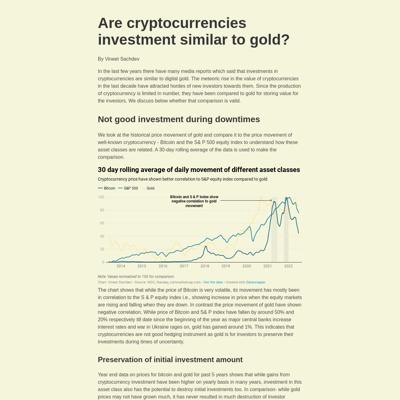 Are cryptocurrencies
investment similar to gold?
By Vineet Sachdev
In the last few years there have many media reports which said that investments in
cryptocurrencies are similar to digital gold. The meteoric rise in the value of cryptocurrencies
in the last decade have attracted hordes of new investors towards them. Since the production
of cryptocurrency is limited in number, they have been compared to gold for storing value for
the investors. We discuss below whether that comparison is valid.
Not good investment during downtimes
We look at the historical price movement of gold and compare it to the price movement of
well-known cryptocurrency - Bitcoin and the S& P 500 equity index to understand how these
asset classes are related. A 30-day rolling average of the data is used to make the
comparison.
30 day rolling average of daily movement of different asset classes
Cryptocurrency price have shown better correlation to S&P equity index compared to gold
Bitcoin S&P Index Gold
Bitcoin and S & P index show
negative correlation to gold
movement
100
80
60
40
20
0
2014 2015 2016 2017 2018 2019 2020 2021 2022
Note: Values normalised to 100 for comparison
The chart shows that while the price of Bitcoin is very volatile, its movement has mostly been
in correlation to the S & P equity index i.e., showing increase in price when the equity markets
are rising and falling when they are down. In contrast the price movement of gold have shown
negative correlation. While price of Bitcoin and S& P Index have fallen by around 50% and
20% respectively till date since the beginning of the year as major central banks increase
interest rates and war in Ukraine rages on, gold has gained around 1%. This indicates that
cryptocurrencies are not good hedging instrument as gold is for investors to preserve their
investments during times of uncertainty.
Preservation of initial investment amount
Year end data on prices for bitcoin and gold for past 5 years shows that while gains from
cryptocurrency investment have been higher on yearly basis in many years, investment in this
asset class also has the potential to destroy initial investments too. In comparison- while gold
prices may not have grown much, it has never resulted in much destruction of investor